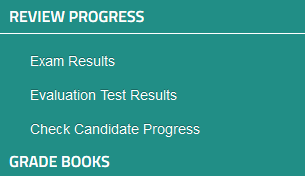 REVIEW PROGRESS
Exam Results
Evaluation Test Results
Check Candidate Progress
GRADE BOOKS